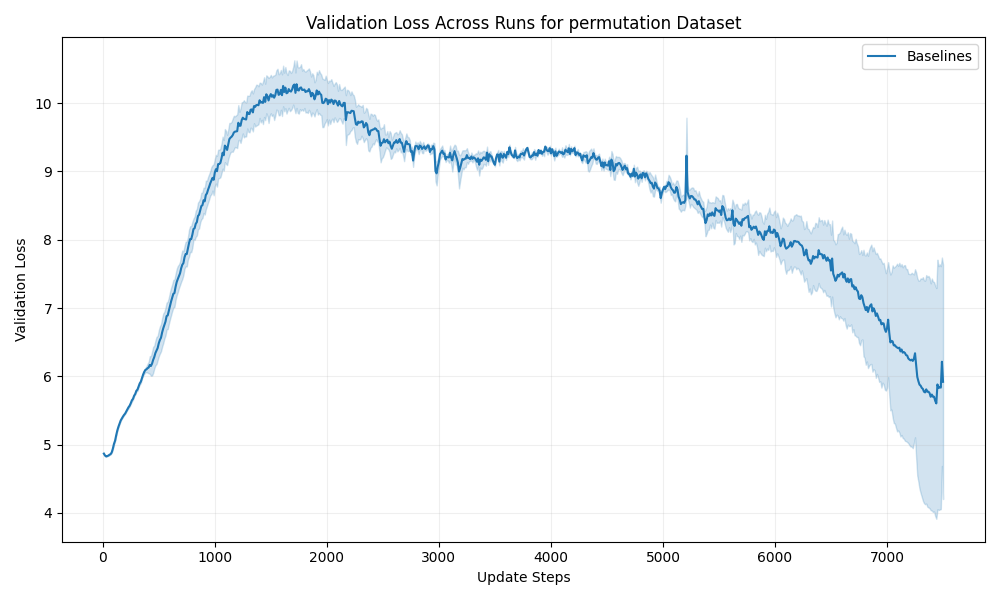 Validation Loss Across Runs for permutation Dataset
Baselines
Validation Loss
10
9
8
7
6
5
4
0 1000 2000 3000 4000 5000 6000 7000
Update Steps